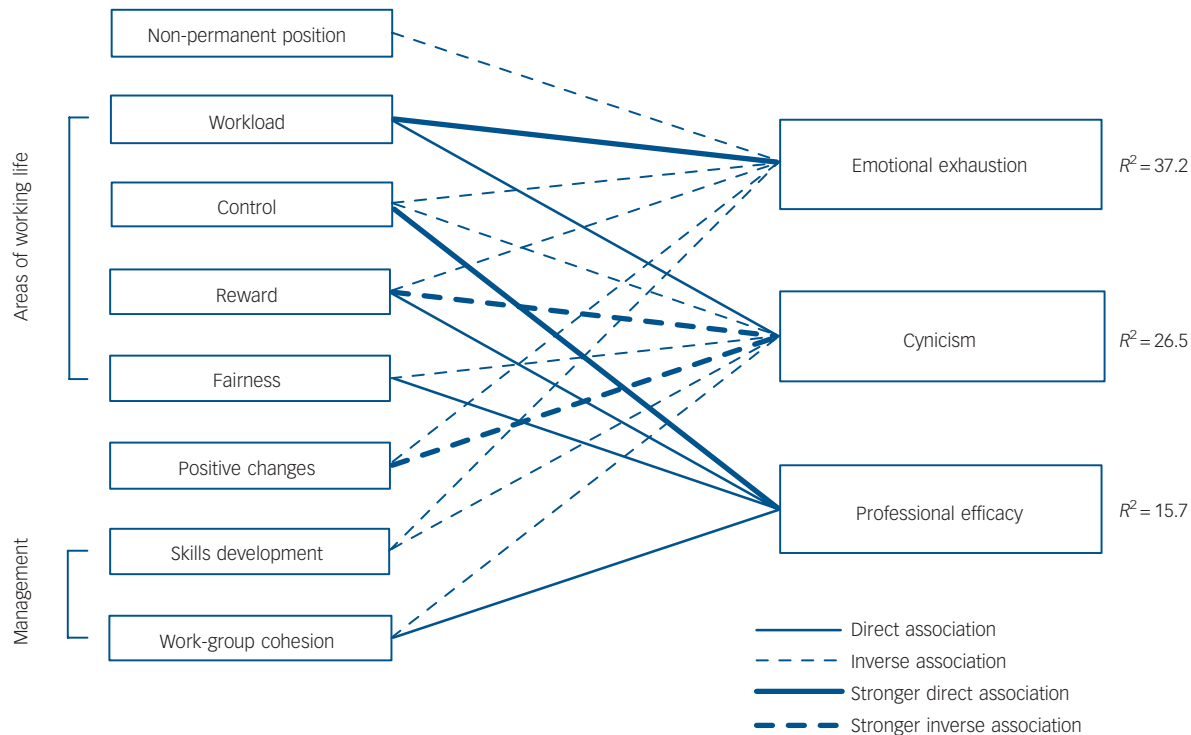 Non-permanent position
Workload
Control
Reward
Fairness
Positive changes
Skills development
Work-group cohesion
Areas of working life
Management
Emotional exhaustion
R² = 37.2
Cynicism
R² = 26.5
Professional efficacy
R² = 15.7
Direct association
Inverse association
Stronger direct association
Stronger inverse association